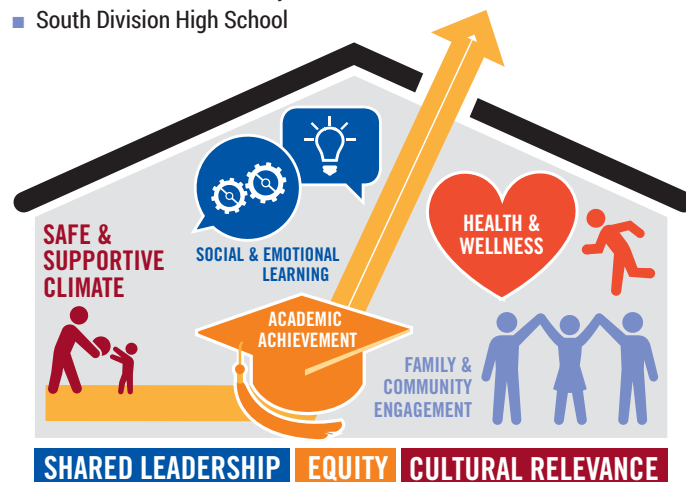 South Division High School
SAFE &
SUPPORTIVE
CLIMATE
SOCIAL & EMOTIONAL
LEARNING
HEALTH &
WELLNESS
ACADEMIC
ACHIEVEMENT
FAMILY &
COMMUNITY
ENGAGEMENT
SHARED LEADERSHIP EQUITY CULTURAL RELEVANCE